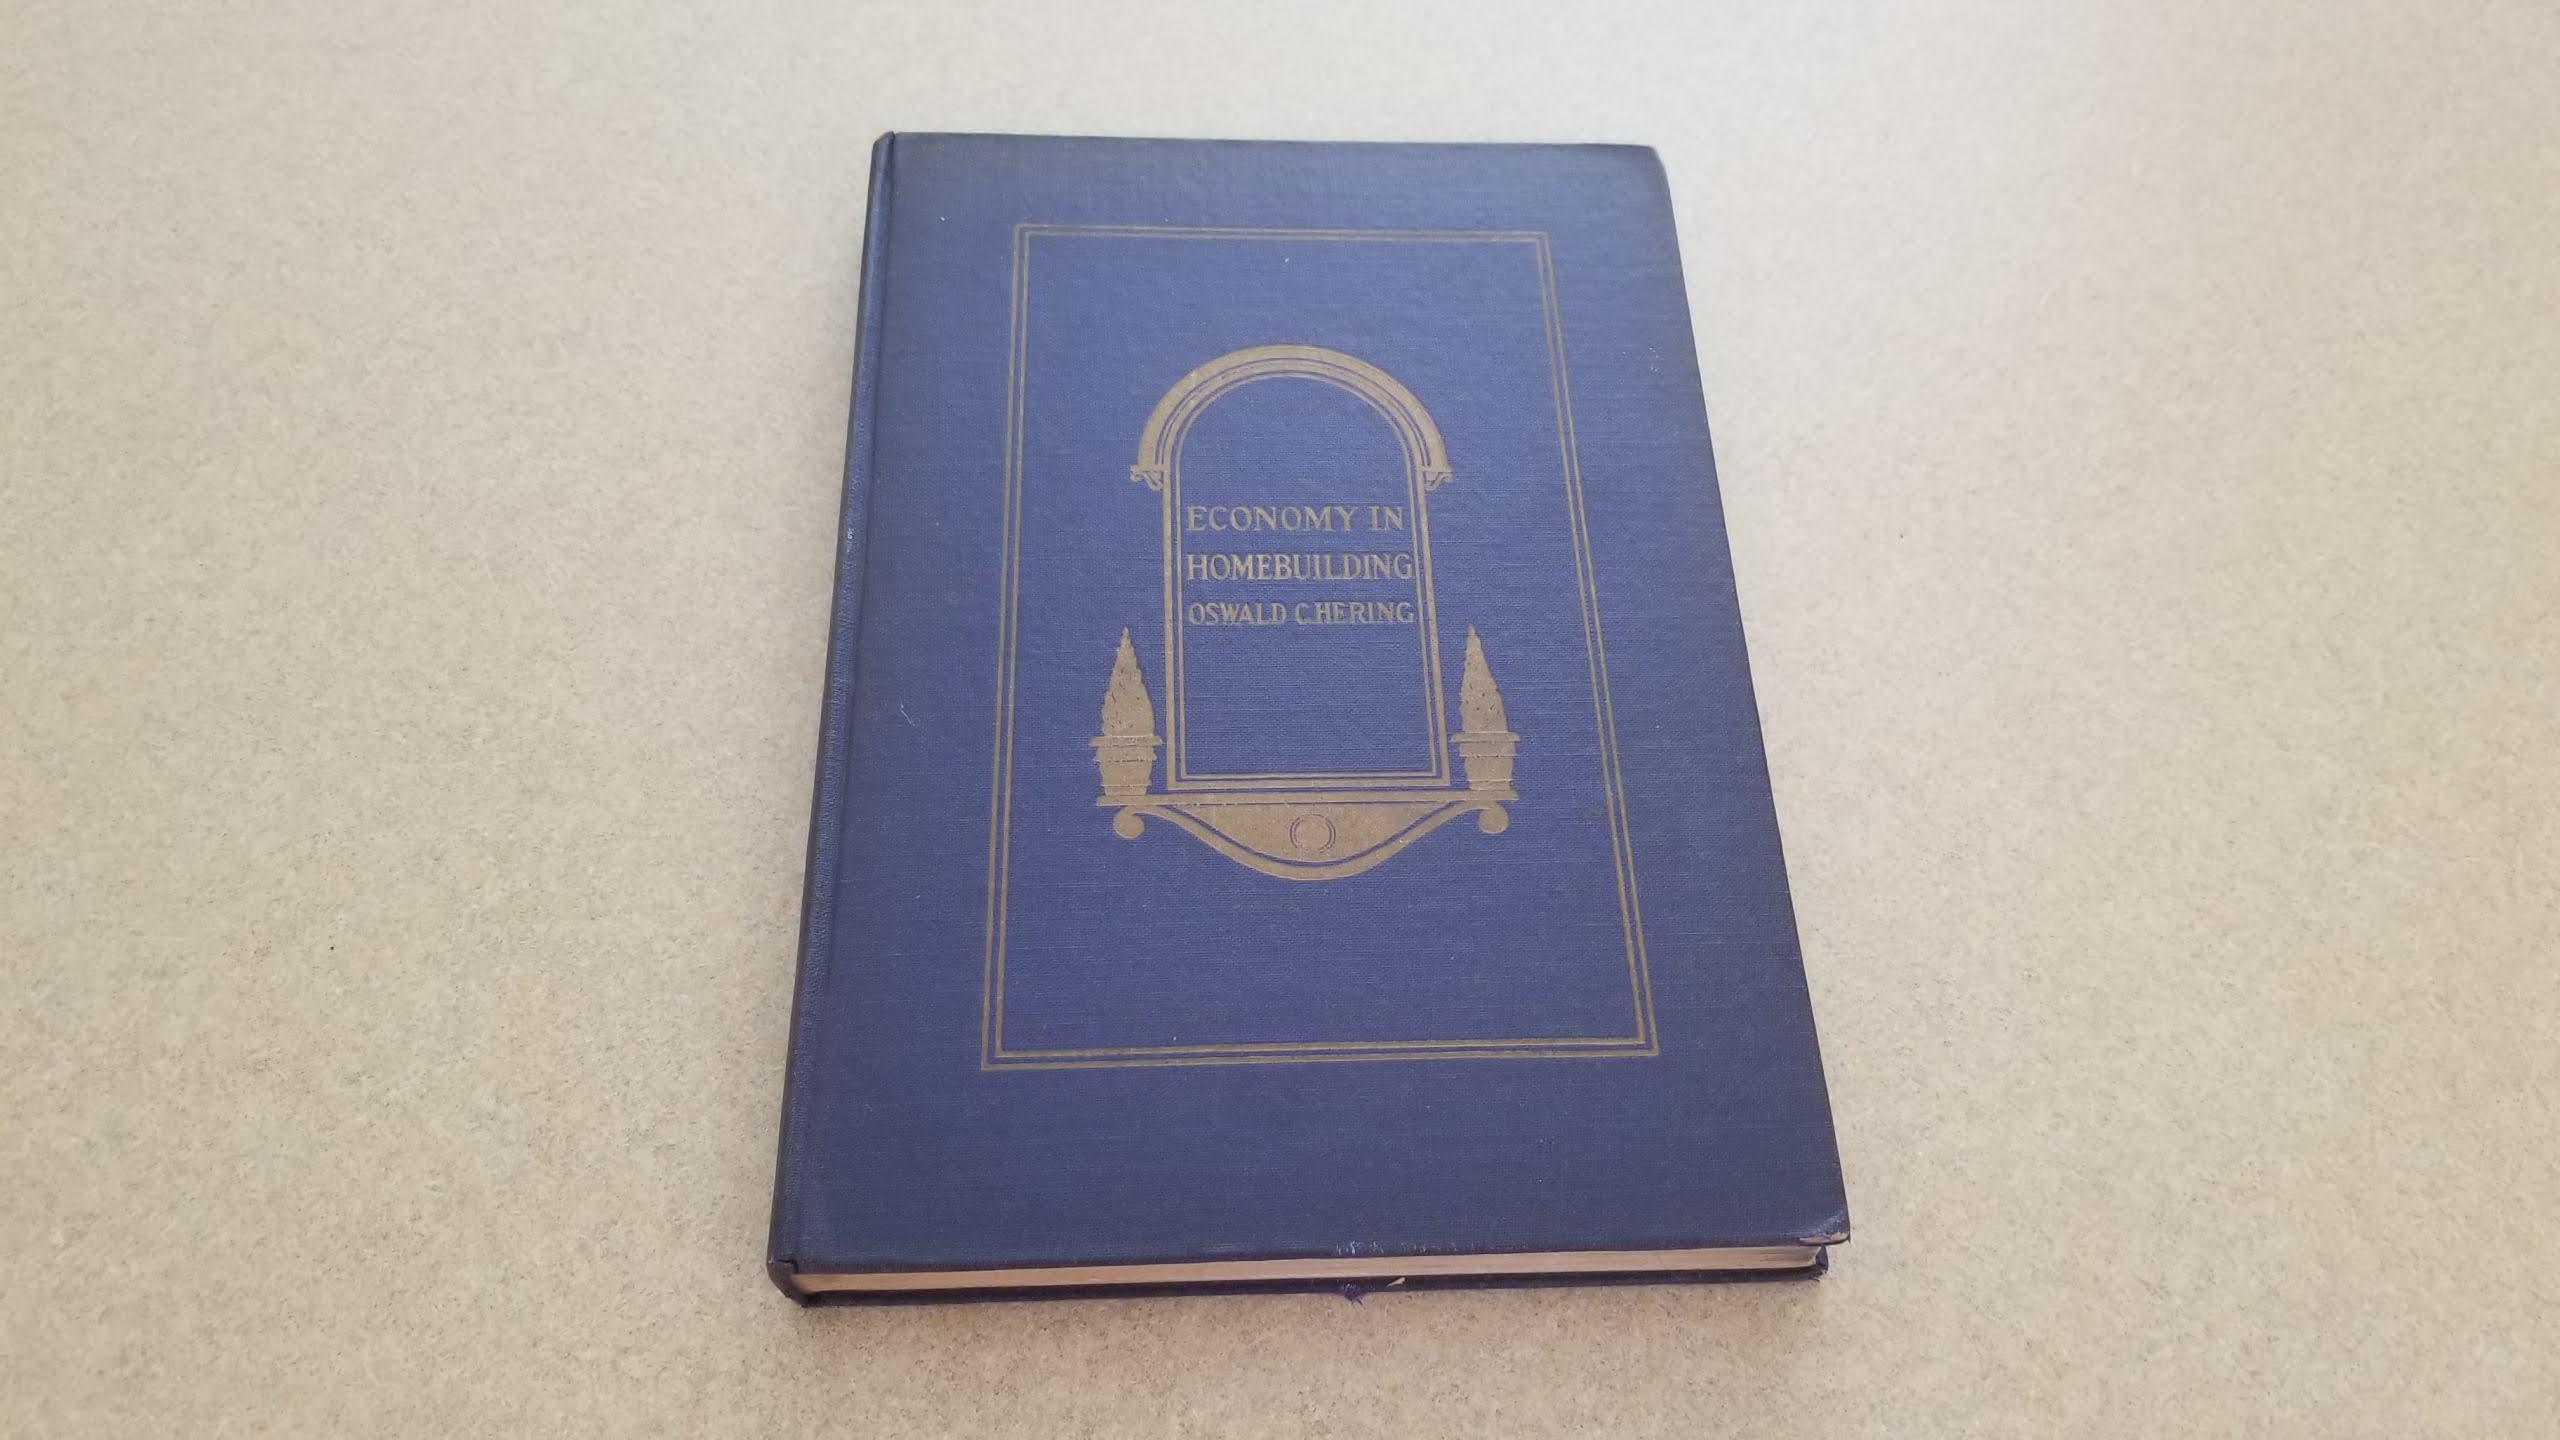 ECONOMY IN
HOMEBUILDING
OSWALD C. HERING